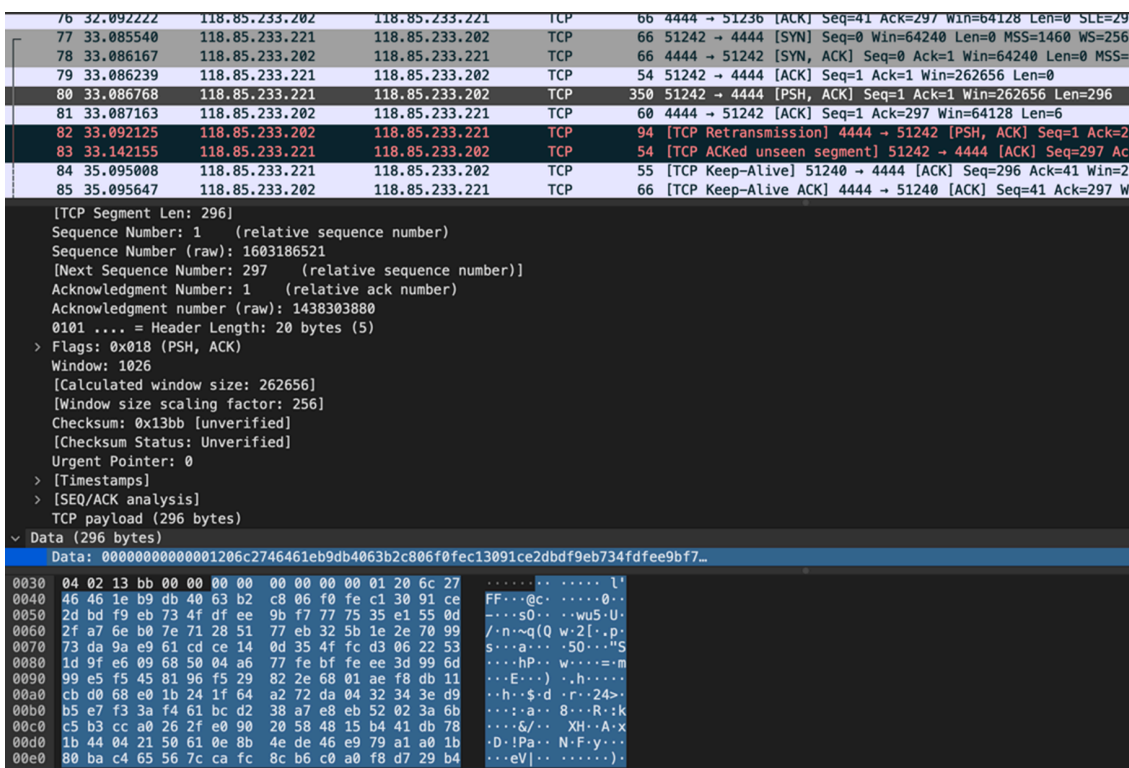 76 32.092222 118.85.233.202 118.85.233.221 TCP 66 4444 → 51236 [ACK] Seq=41 Ack=297 Win=64128 Len=0 SLE=29
77 33.085540 118.85.233.221 118.85.233.202 TCP 66 51242 → 4444 [SYN] Seq=0 Win=64240 Len=0 MSS=1460 WS=256
78 33.086167 118.85.233.202 118.85.233.221 TCP 66 4444 → 51242 [SYN, ACK] Seq=0 Ack=1 Win=64240 Len=0 MSS=
79 33.086239 118.85.233.221 118.85.233.202 TCP 54 51242 → 4444 [ACK] Seq=1 Ack=1 Win=262656 Len=0
80 33.086768 118.85.233.221 118.85.233.202 TCP 350 51242 → 4444 [PSH, ACK] Seq=1 Ack=1 Win=262656 Len=296
81 33.087163 118.85.233.202 118.85.233.221 TCP 60 4444 → 51242 [ACK] Seq=1 Ack=297 Win=64128 Len=6
82 33.092125 118.85.233.202 118.85.233.221 TCP 94 [TCP Retransmission] 4444 → 51242 [PSH, ACK] Seq=1 Ack=2
83 33.142155 118.85.233.221 118.85.233.202 TCP 54 [TCP ACKed unseen segment] 51242 → 4444 [ACK] Seq=297 Ac
84 35.095008 118.85.233.221 118.85.233.202 TCP 55 [TCP Keep-Alive] 51240 → 4444 [ACK] Seq=296 Ack=41 Win=2
85 35.095647 118.85.233.202 118.85.233.221 TCP 66 [TCP Keep-Alive ACK] 4444 → 51240 [ACK] Seq=41 Ack=297 W
[TCP Segment Len: 296]
Sequence Number: 1 (relative sequence number)
Sequence Number (raw): 1603186521
[Next Sequence Number: 297 (relative sequence number)]
Acknowledgment Number: 1 (relative ack number)
Acknowledgment number (raw): 1438303880
0101 .... = Header Length: 20 bytes (5)
> Flags: 0x018 (PSH, ACK)
Window: 1026
[Calculated window size: 262656]
[Window size scaling factor: 256]
Checksum: 0x13bb [unverified]
[Checksum Status: Unverified]
Urgent Pointer: 0
> [Timestamps]
> [SEQ/ACK analysis]
TCP payload (296 bytes)
Data (296 bytes)
Data: 00000000000001206c2746461eb9db4063b2c806f0fec13091ce2dbdf9eb734fdfee9bf7…
0030 04 02 13 bb 00 00 00 00 00 00 00 00 01 20 6c 27 ········ ····· l'
0040 46 46 1e b9 db 40 63 b2 c8 06 f0 fe c1 30 91 ce FF···@c· ·····0··
0050 2d bd f9 eb 73 4f df ee 9b f7 77 75 35 e1 55 0d -···sO·· ··wu5·U·
0060 2f a7 6e b0 7e 71 28 51 77 eb 32 5b 1e 2e 70 99 /·n·~q(Q w·2[·.p·
0070 73 da 9a e9 61 cd ce 14 0d 35 4f fc d3 06 22 53 s···a··· ·5O···"S
0080 1d 9f e6 09 68 50 04 a6 77 fe bf fe ee 3d 99 6d ····hP·· w····=·m
0090 99 e5 f5 45 81 96 f5 29 82 2e 68 01 ae f8 db 11 ···E···) ·.h·····
00a0 cb d0 68 e0 1b 24 1f 64 a2 72 da 04 32 34 3e d9 ··h··$·d ·r··24>·
00b0 b5 e7 f3 3a f4 61 bc d2 38 a7 e8 eb 52 02 3a 6b ···:·a·· 8···R·:k
00c0 c5 b3 cc a0 26 2f e0 90 20 58 48 15 b4 41 db 78 ····&/··  XH··A·x
00d0 1b 44 04 21 50 61 0e 8b 4e de 46 e9 79 a1 a0 1b ·D·!Pa·· N·F·y···
00e0 80 ba c4 65 56 7c ca fc 8c b6 c0 a0 f8 d7 29 b4 ···eV|·· ······)·